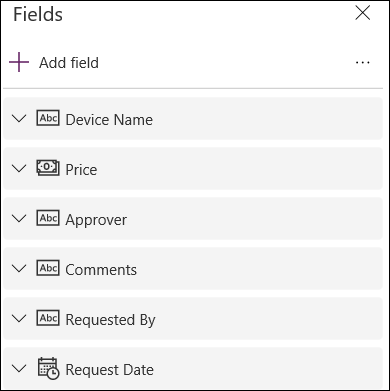 Fields
Add field
Abc Device Name
Price
Abc Approver
Abc Comments
Abc Requested By
Request Date